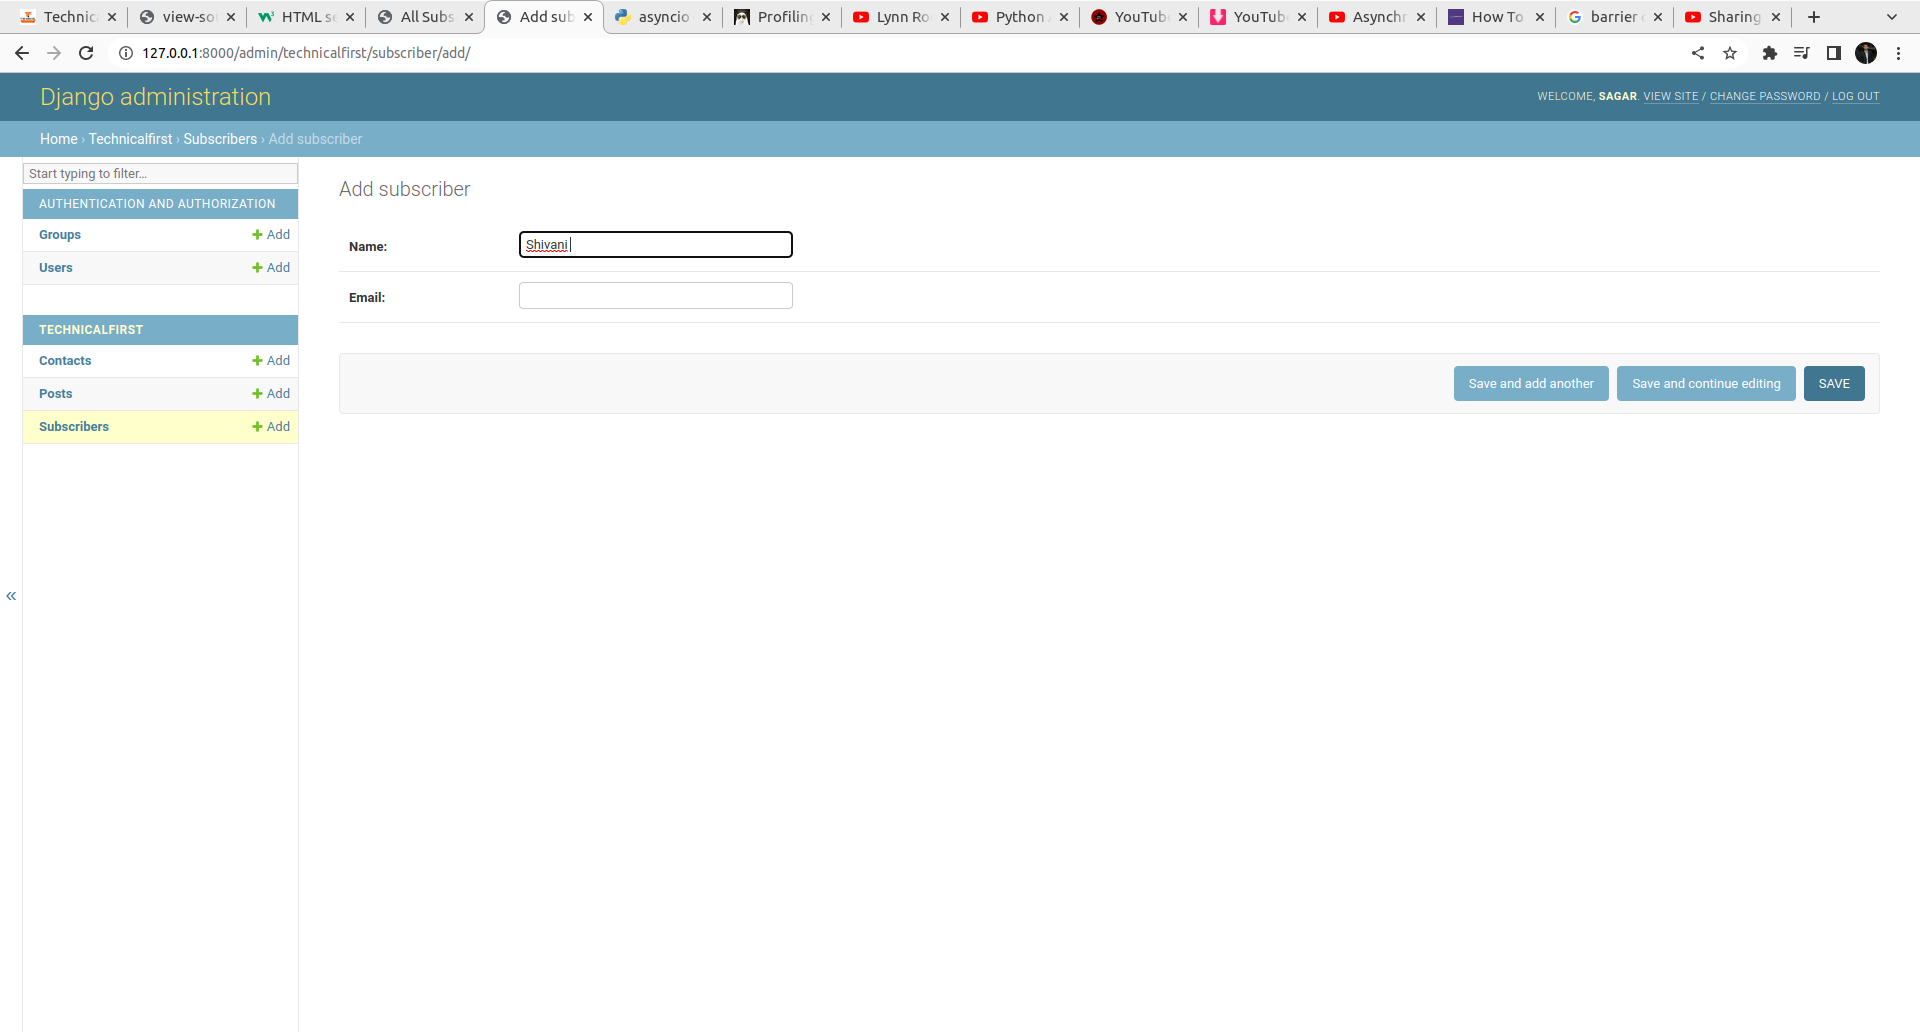 Technic view-sou HTML se All Subs Add sub asyncio Profiling Lynn Ro Python YouTub YouTub Asynchr How To barrier Sharing
127.0.0.1:8000/admin/technicalfirst/subscriber/add/
Django administration
WELCOME, SAGAR. VIEW SITE / CHANGE PASSWORD / LOG OUT
Home › Technicalfirst › Subscribers › Add subscriber
Start typing to filter...
AUTHENTICATION AND AUTHORIZATION
Groups Add
Users Add
TECHNICALFIRST
Contacts Add
Posts Add
Subscribers Add
«
Add subscriber
Name: Shivani
Email:
Save and add another Save and continue editing SAVE